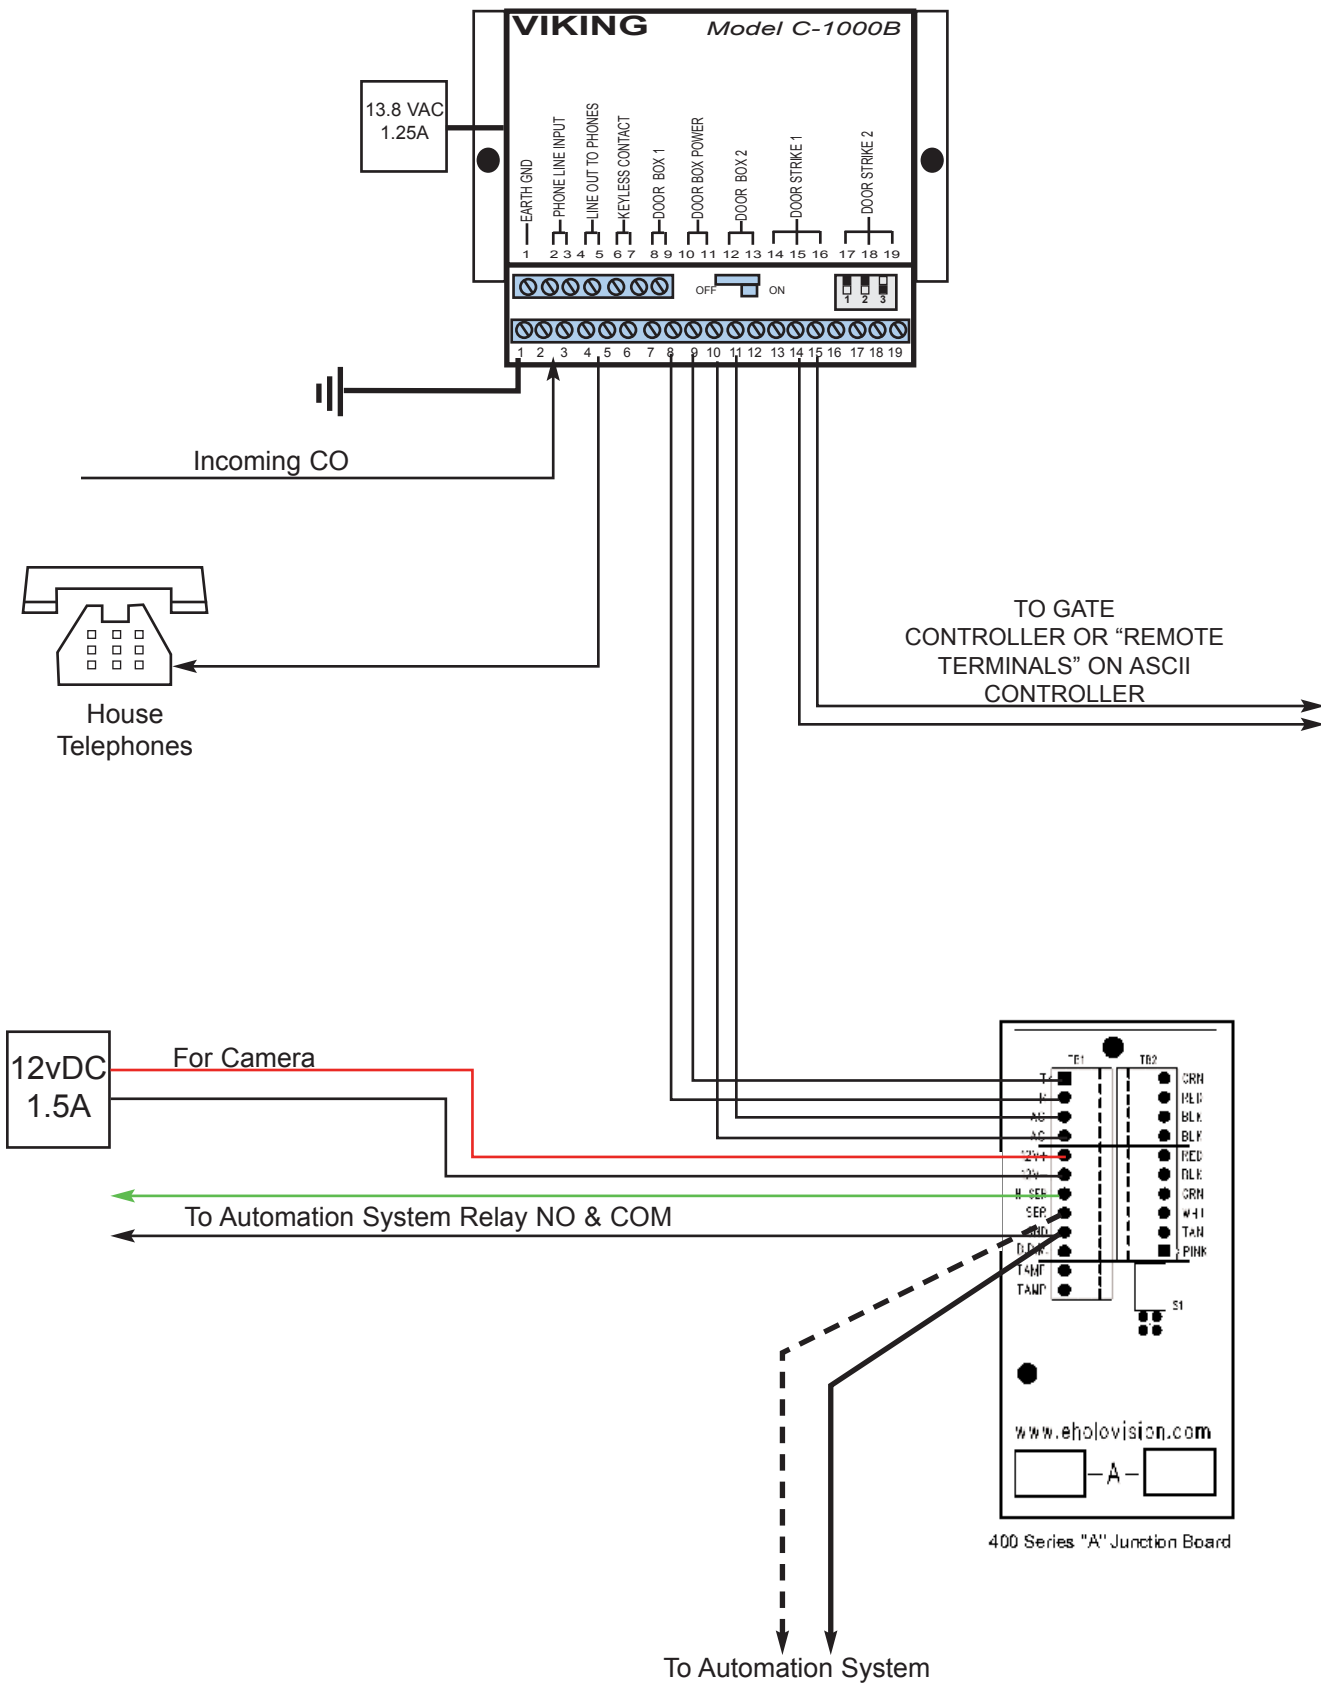 VIKING Model C-1000B
13.8 VAC
1.25A
EARTH GND
PHONE LINE INPUT
LINE OUT TO PHONES
KEYLESS CONTACT
DOOR BOX 1
DOOR BOX POWER
DOOR BOX 2
DOOR STRIKE 1
DOOR STRIKE 2
1 2 3 4 5 6 7 8 9 10 11 12 13 14 15 16 17 18 19
OFF ON
1 2 3
1 2 3 4 5 6 7 8 9 10 11 12 13 14 15 16 17 18 19
Incoming CO
House
Telephones
TO GATE
CONTROLLER OR “REMOTE
TERMINALS” ON ASCII
CONTROLLER
12vDC
1.5A
For Camera
To Automation System Relay NO & COM
TB1 TB2
GRN
RED
BLK
BLK
12V+ RED
BLK
GRN
SER WHT
GND TAN
PINK
TAMP
TAMP
S1
www.eholovision.com
– A –
400 Series "A" Junction Board
To Automation System